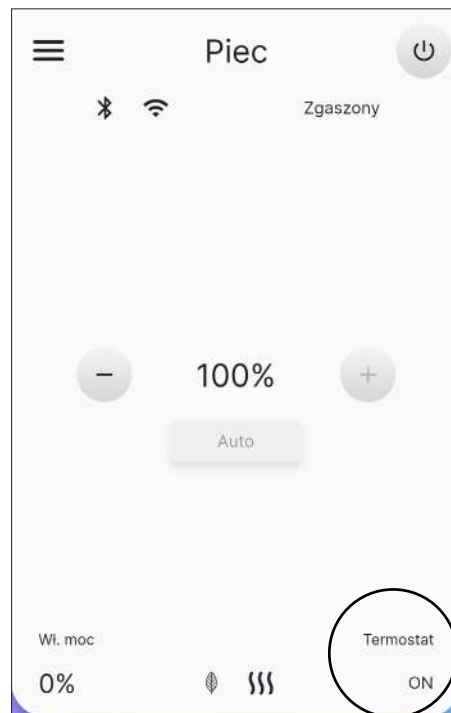 Piec
Zgaszony
− 100% +
Auto
Wł. moc Termostat
0% ON